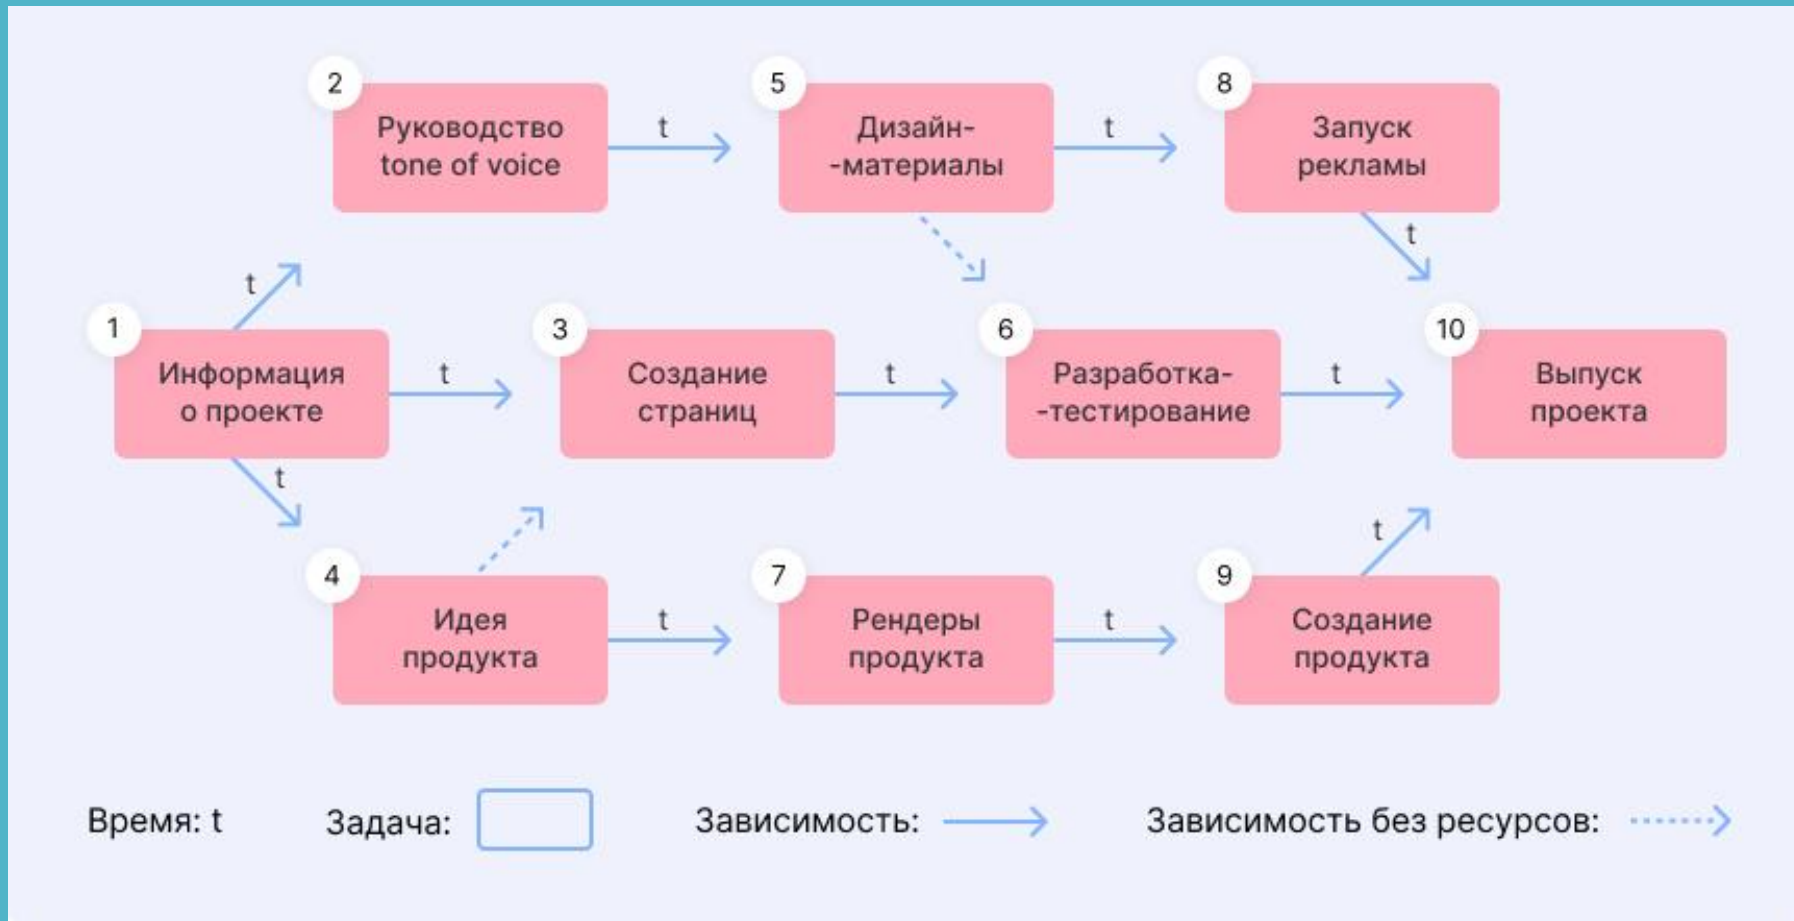 2
Руководство
tone of voice
t
5
Дизайн-
-материалы
t
8
Запуск
рекламы
t
t
1
Информация
о проекте
t
3
Создание
страниц
t
6
Разработка-
-тестирование
t
10
Выпуск
проекта
t
t
4
Идея
продукта
t
7
Рендеры
продукта
t
9
Создание
продукта
Время: t
Задача:
Зависимость:
Зависимость без ресурсов: